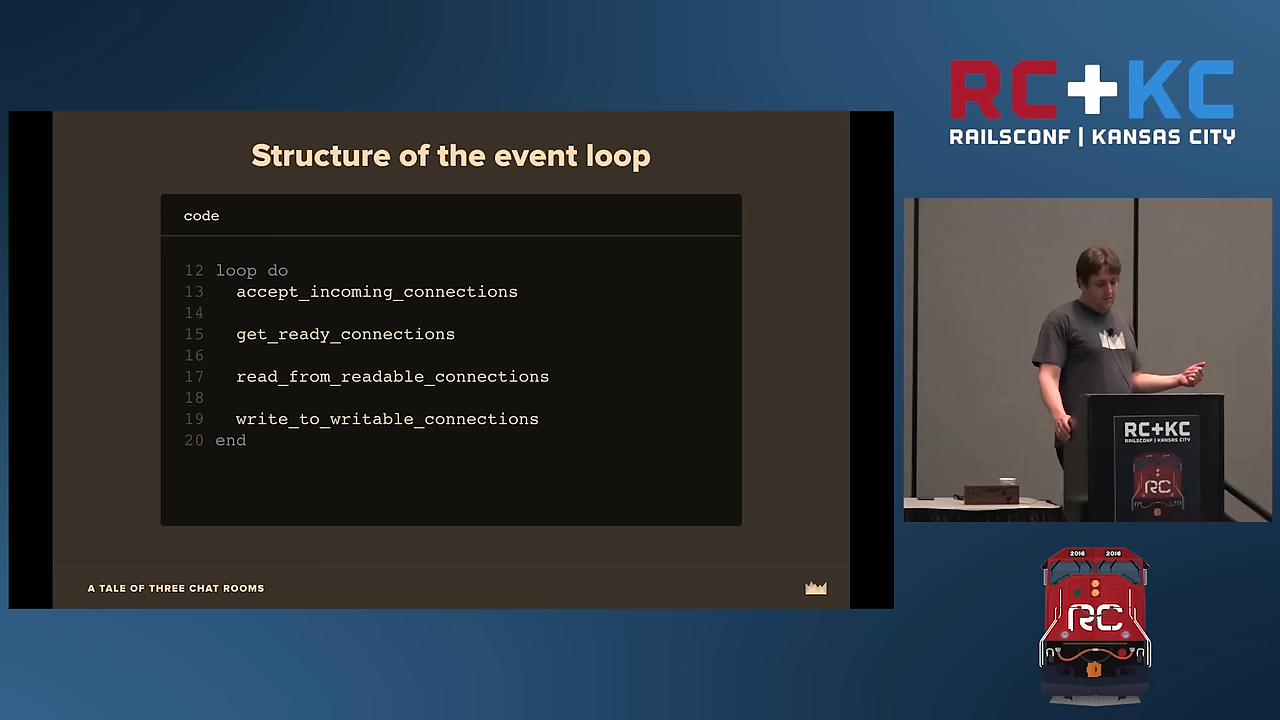 RC+KC
RAILSCONF | KANSAS CITY
Structure of the event loop
code
12 loop do
13 accept_incoming_connections
14
15 get_ready_connections
16
17 read_from_readable_connections
18
19 write_to_writable_connections
20 end
A TALE OF THREE CHAT ROOMS
RC+KC
RAILSCONF | KANSAS CITY
RC
2016 2016
RC